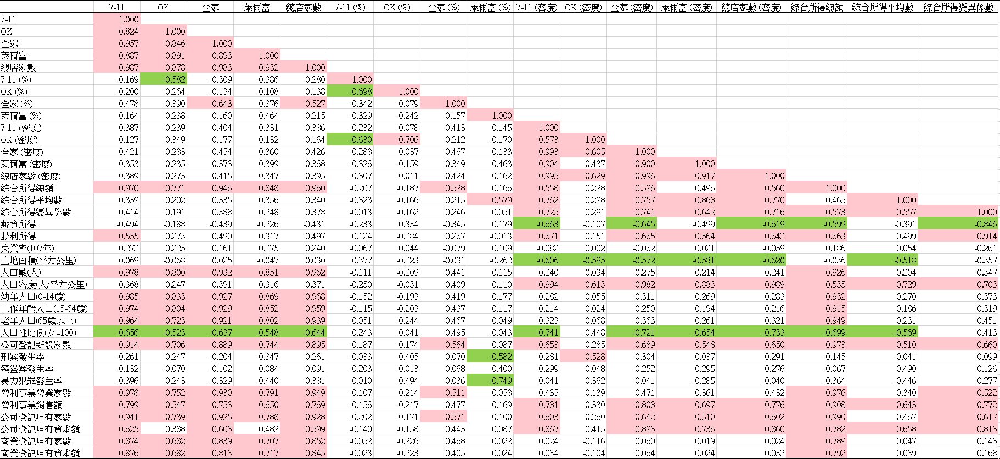 7-11 OK 全家 萊爾富 總店家數 7-11 (%) OK (%) 全家 (%) 萊爾富 (%) 7-11 (密度) OK (密度) 全家 (密度) 萊爾富 (密度) 總店家數 (密度) 綜合所得總額 綜合所得平均數 綜合所得變異係數
7-11 1.000
OK 0.824 1.000
全家 0.957 0.846 1.000
萊爾富 0.887 0.891 0.893 1.000
總店家數 0.987 0.878 0.983 0.932 1.000
7-11 (%) -0.169 -0.582 -0.309 -0.386 -0.280 1.000
OK (%) -0.200 0.264 -0.134 -0.108 -0.138 -0.698 1.000
全家 (%) 0.478 0.390 0.643 0.376 0.527 -0.342 -0.079 1.000
萊爾富 (%) 0.164 0.238 0.160 0.464 0.215 -0.329 -0.242 -0.157 1.000
7-11 (密度) 0.387 0.239 0.404 0.331 0.386 -0.232 -0.078 0.413 0.145 1.000
OK (密度) 0.127 0.349 0.177 0.132 0.164 -0.630 0.706 0.212 -0.170 0.573 1.000
全家 (密度) 0.421 0.283 0.454 0.360 0.426 -0.288 -0.037 0.467 0.133 0.993 0.605 1.000
萊爾富 (密度) 0.353 0.235 0.373 0.399 0.368 -0.326 -0.159 0.349 0.463 0.904 0.437 0.900 1.000
總店家數 (密度) 0.389 0.273 0.415 0.347 0.395 -0.307 -0.011 0.424 0.162 0.995 0.629 0.996 0.917 1.000
綜合所得總額 0.970 0.771 0.946 0.848 0.960 -0.207 -0.187 0.528 0.166 0.558 0.228 0.596 0.496 0.560 1.000
綜合所得平均數 0.339 0.202 0.335 0.356 0.340 -0.323 -0.166 0.215 0.579 0.762 0.298 0.757 0.868 0.770 0.465 1.000
綜合所得變異係數 0.414 0.191 0.388 0.248 0.378 -0.013 -0.162 0.246 0.051 0.725 0.291 0.741 0.642 0.716 0.573 0.557 1.000
薪資所得 -0.494 -0.188 -0.439 -0.226 -0.431 -0.233 0.334 -0.345 0.179 -0.663 -0.107 -0.645 -0.499 -0.619 -0.599 -0.391 -0.846
股利所得 0.555 0.273 0.490 0.317 0.497 0.124 -0.284 0.267 -0.013 0.671 0.151 0.665 0.564 0.642 0.663 0.499 0.914
失業率(107年) 0.272 0.225 0.161 0.275 0.240 -0.067 0.044 -0.079 0.109 -0.082 0.002 -0.062 0.021 -0.059 0.186 0.054 -0.261
土地面積(平方公里) 0.069 -0.068 0.025 -0.047 0.030 0.377 -0.223 -0.031 -0.262 -0.606 -0.595 -0.572 -0.581 -0.620 -0.036 -0.518 -0.357
人口數(人) 0.978 0.800 0.932 0.851 0.962 -0.111 -0.209 0.441 0.115 0.240 0.034 0.275 0.214 0.241 0.926 0.204 0.347
人口密度(人/平方公里) 0.368 0.247 0.391 0.316 0.371 -0.250 -0.031 0.409 0.110 0.994 0.613 0.982 0.883 0.989 0.535 0.729 0.703
幼年人口(0-14歲) 0.985 0.833 0.927 0.869 0.968 -0.152 -0.193 0.419 0.177 0.282 0.055 0.311 0.269 0.283 0.932 0.270 0.373
工作年齡人口(15-64歲) 0.974 0.804 0.929 0.852 0.959 -0.115 -0.203 0.437 0.117 0.214 0.024 0.250 0.194 0.216 0.915 0.186 0.319
老年人口(65歲以上) 0.964 0.723 0.921 0.802 0.939 -0.051 -0.244 0.467 0.049 0.323 0.068 0.363 0.261 0.321 0.949 0.231 0.451
人口性比例(女=100) -0.656 -0.523 -0.637 -0.548 -0.644 0.243 0.041 -0.495 -0.043 -0.741 -0.448 -0.721 -0.654 -0.733 -0.699 -0.569 -0.413
公司登記新設家數 0.914 0.706 0.889 0.744 0.895 -0.187 -0.174 0.564 0.087 0.653 0.285 0.689 0.548 0.650 0.973 0.510 0.660
刑案發生率 -0.261 -0.247 -0.204 -0.347 -0.261 -0.033 0.405 0.070 -0.582 0.281 0.528 0.304 0.037 0.291 -0.145 -0.041 0.099
竊盜案發生率 -0.132 -0.070 -0.102 0.084 -0.091 -0.203 -0.013 -0.068 0.400 0.299 0.048 0.252 0.295 0.276 -0.067 0.490 -0.126
暴力犯罪發生率 -0.396 -0.243 -0.329 -0.440 -0.381 0.010 0.494 0.036 -0.749 -0.041 0.362 -0.041 -0.285 -0.040 -0.364 -0.446 -0.277
營利事業營業家數 0.978 0.752 0.930 0.791 0.949 -0.107 -0.214 0.511 0.058 0.435 0.139 0.471 0.361 0.432 0.976 0.340 0.522
營利事業銷售額 0.799 0.547 0.753 0.650 0.769 -0.156 -0.217 0.477 0.169 0.781 0.330 0.808 0.697 0.776 0.908 0.643 0.772
公司登記現有家數 0.941 0.739 0.925 0.788 0.928 -0.202 -0.171 0.571 0.100 0.603 0.260 0.642 0.510 0.602 0.990 0.467 0.617
公司登記現有資本額 0.625 0.388 0.603 0.482 0.599 -0.140 -0.158 0.443 0.087 0.867 0.415 0.893 0.736 0.860 0.782 0.658 0.813
商業登記現有家數 0.874 0.682 0.839 0.707 0.852 -0.052 -0.226 0.468 0.022 0.024 -0.116 0.060 0.019 0.024 0.789 0.047 0.143
商業登記現有資本額 0.876 0.682 0.813 0.717 0.845 -0.023 -0.223 0.405 0.024 0.034 -0.104 0.064 0.024 0.032 0.792 0.039 0.168